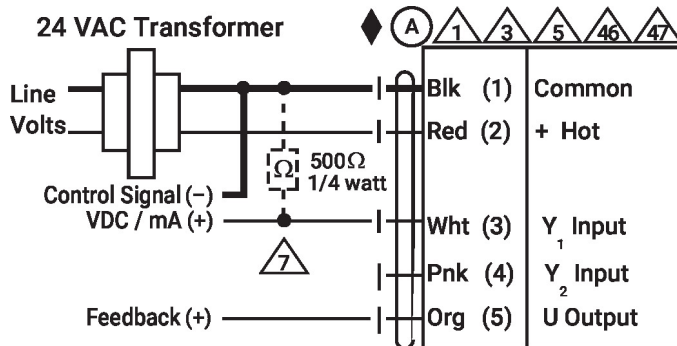 24 VAC Transformer
A 1 3 5 46 47
Line
Volts
Blk (1) Common
Red (2) + Hot
Ω 500Ω
1/4 watt
Control Signal (−)
VDC / mA (+)
7
Wht (3) Y1 Input
Pnk (4) Y2 Input
Feedback (+)
Org (5) U Output